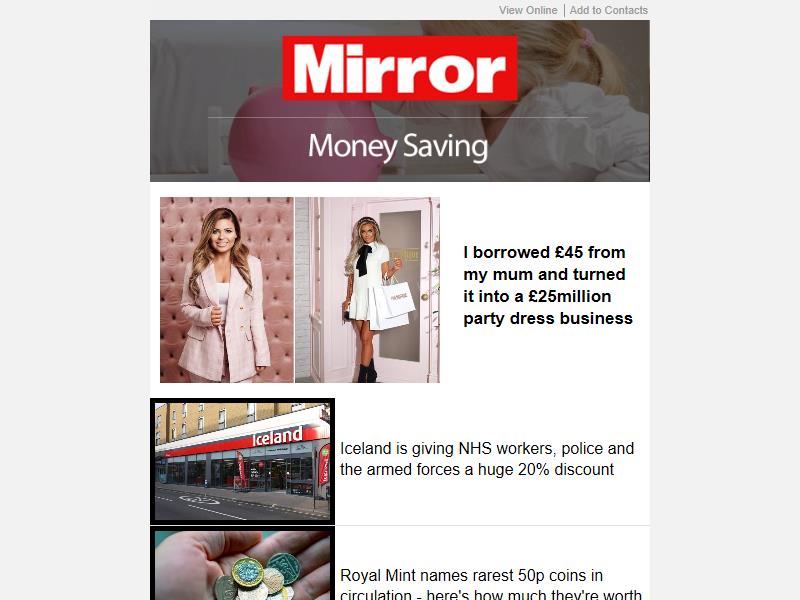 View Online | Add to Contacts
Mirror
Money Saving
I borrowed £45 from
my mum and turned
it into a £25million
party dress business
Iceland
Iceland is giving NHS workers, police and
the armed forces a huge 20% discount
Royal Mint names rarest 50p coins in
circulation - here's how much they're worth